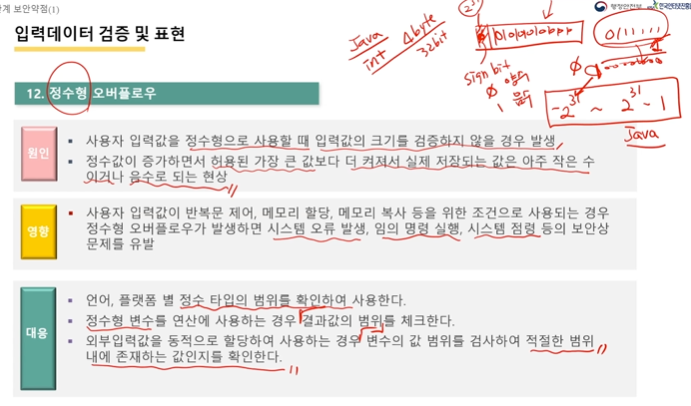 단계 보안약점(1)
행정안전부
한국인터넷진흥원
입력데이터 검증 및 표현
Java
int
4byte
32bit
sign bit
0 양수
1 음수
-2^31 ~ 2^31 - 1
Java
12. 정수형 오버플로우
원인
▪ 사용자 입력값을 정수형으로 사용할 때 입력값의 크기를 검증하지 않을 경우 발생
▪ 정수값이 증가하면서 허용된 가장 큰 값보다 더 커져서 실제 저장되는 값은 아주 작은 수
이거나 음수로 되는 현상
영향
▪ 사용자 입력값이 반복문 제어, 메모리 할당, 메모리 복사 등을 위한 조건으로 사용되는 경우
정수형 오버플로우가 발생하면 시스템 오류 발생, 임의 명령 실행, 시스템 점령 등의 보안상
문제를 유발
대응
▪ 언어, 플랫폼 별 정수 타입의 범위를 확인하여 사용한다.
▪ 정수형 변수를 연산에 사용하는 경우 결과값의 범위를 체크한다.
▪ 외부입력값을 동적으로 할당하여 사용하는 경우 변수의 값 범위를 검사하여 적절한 범위
내에 존재하는 값인지를 확인한다.